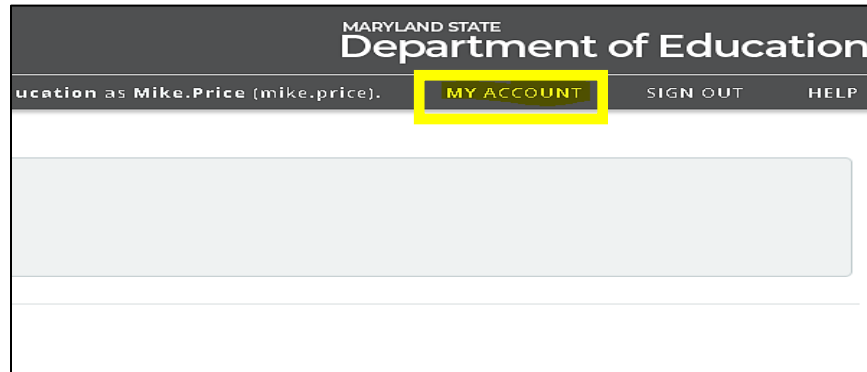 MARYLAND STATE
Department of Education
ucation as Mike.Price (mike.price). MY ACCOUNT SIGN OUT HELP